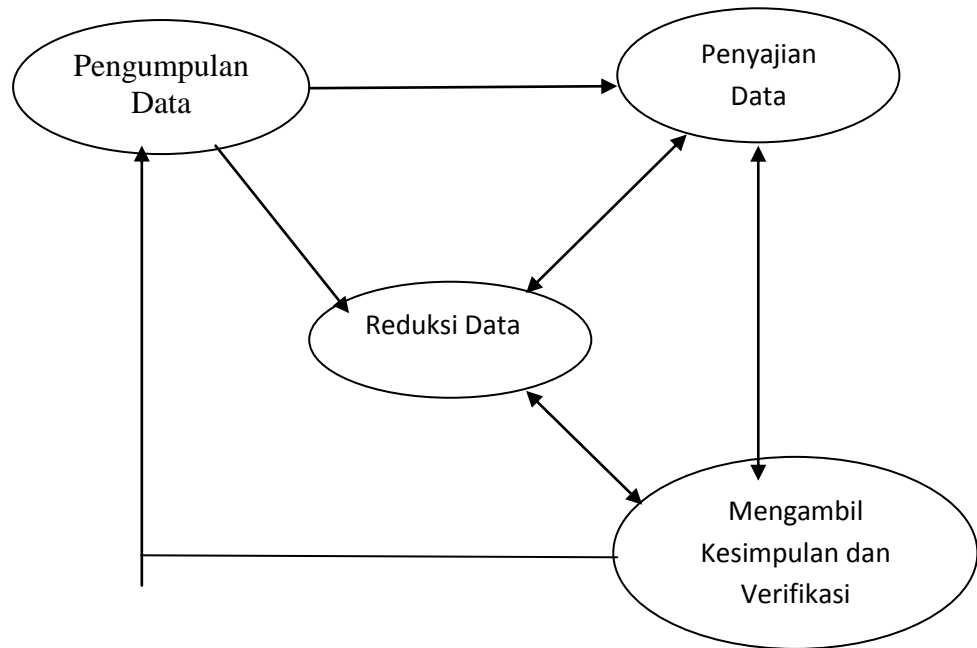 Pengumpulan
Data
Penyajian
Data
Reduksi Data
Mengambil
Kesimpulan dan
Verifikasi